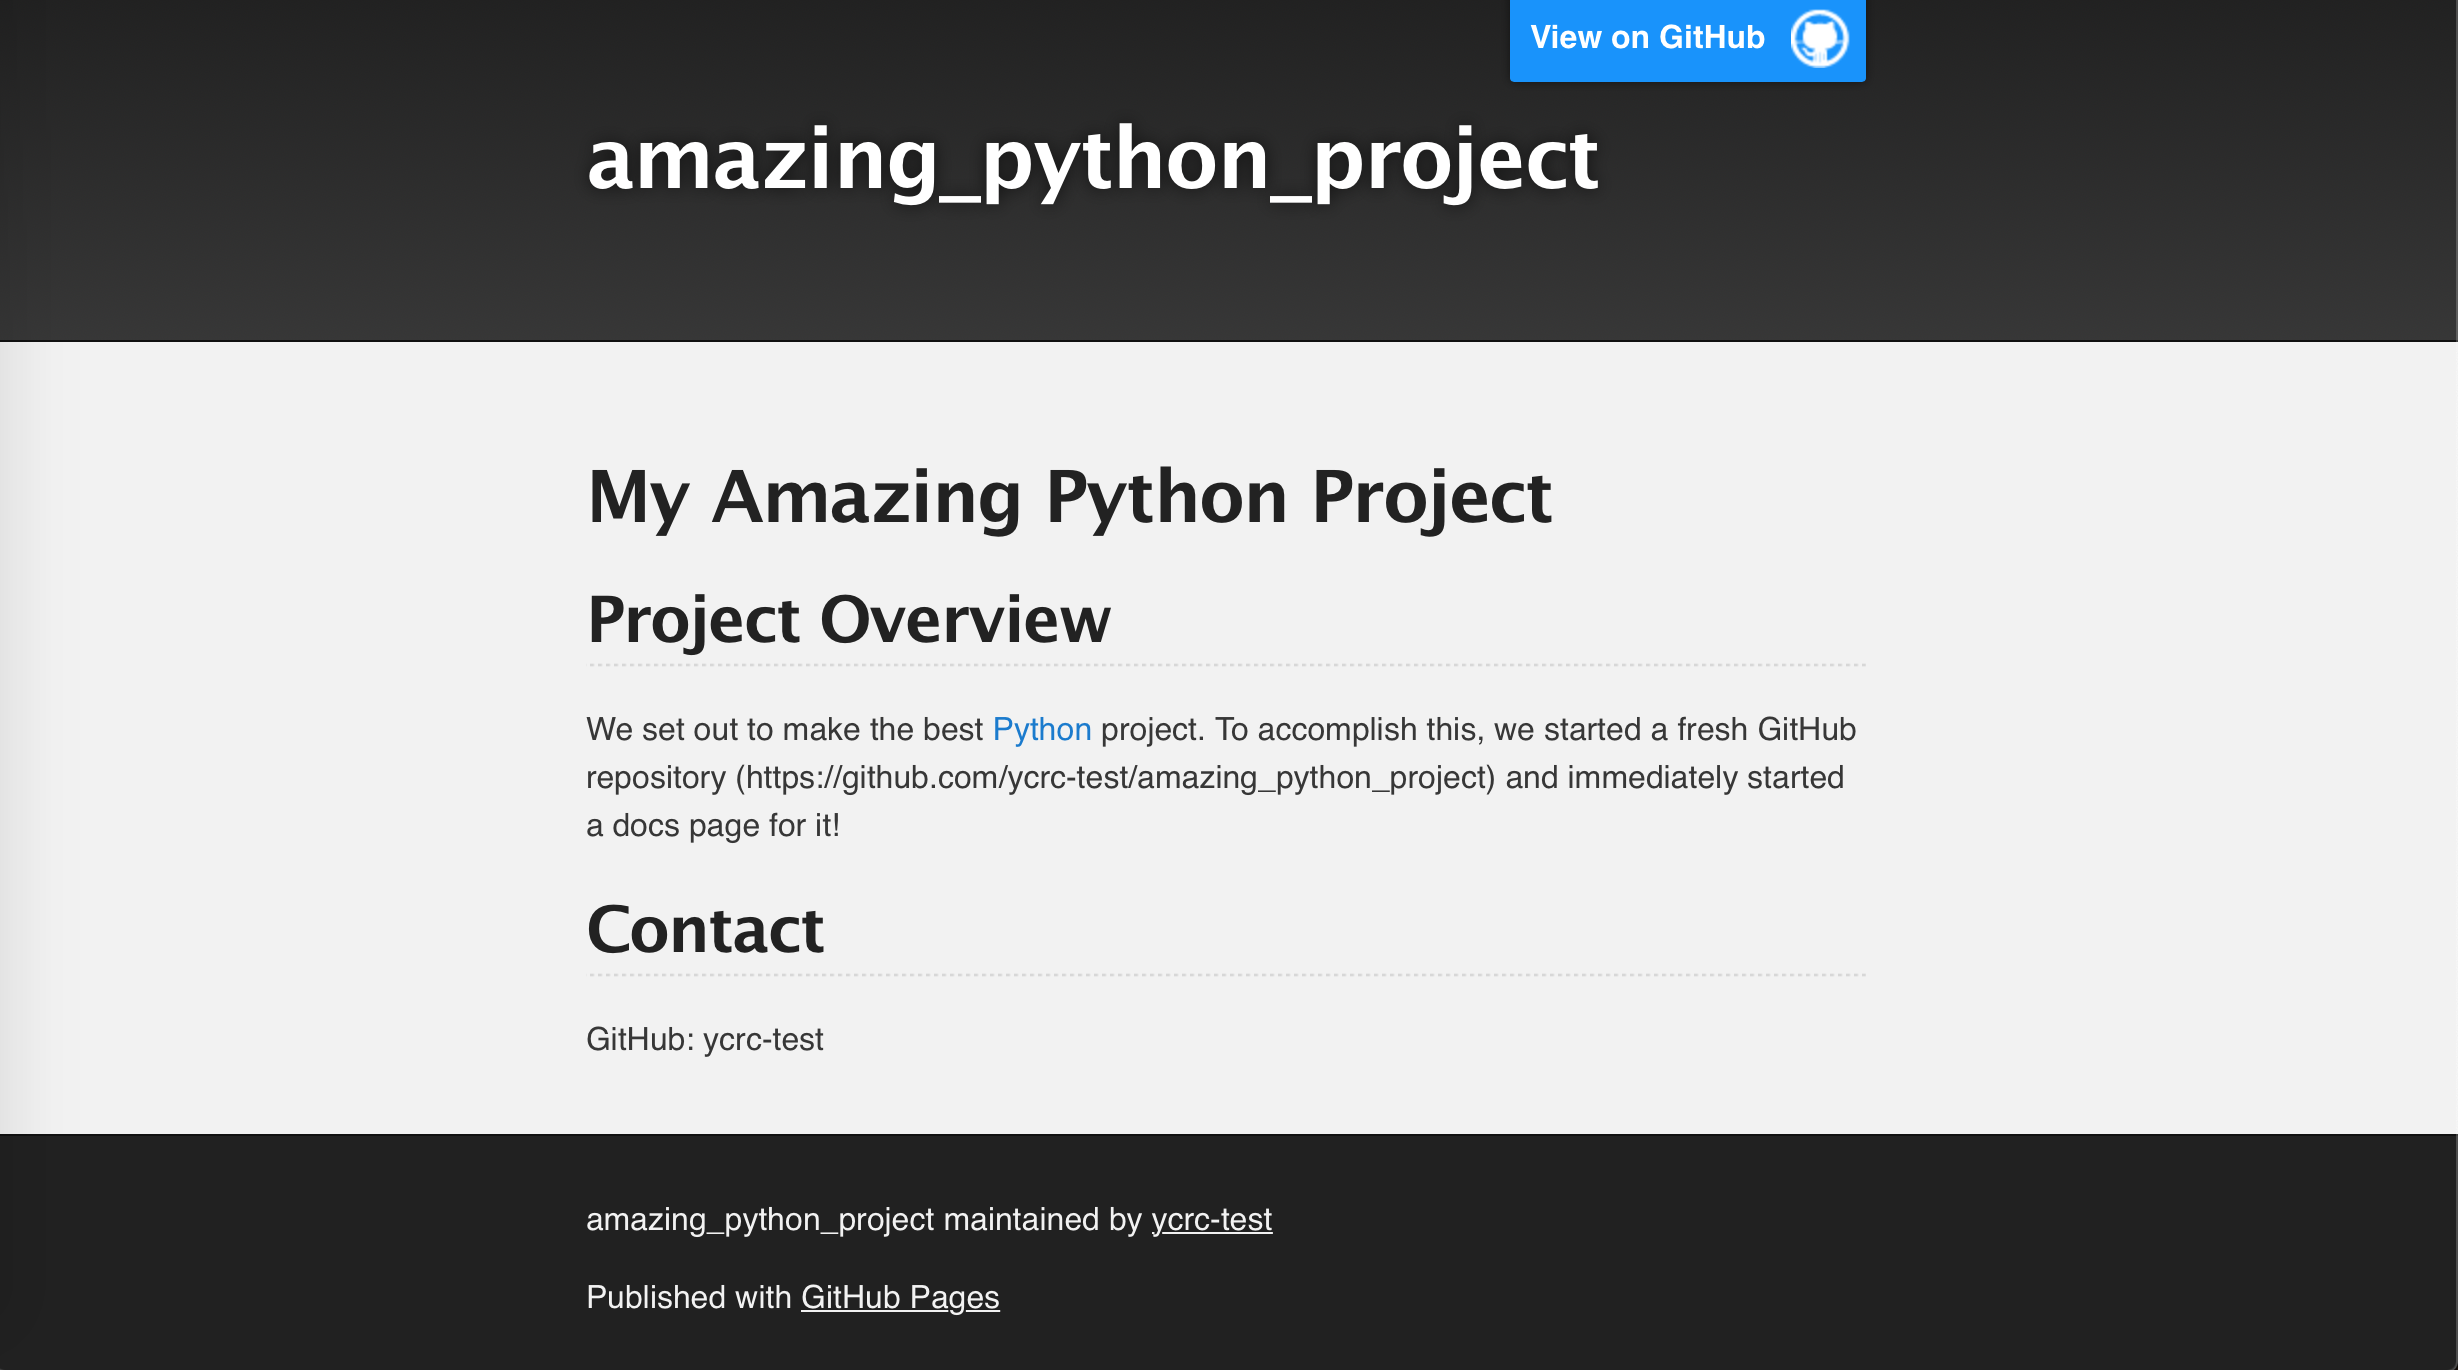 View on GitHub
amazing_python_project
My Amazing Python Project
Project Overview
We set out to make the best Python project. To accomplish this, we started a fresh GitHub
repository (https://github.com/ycrc-test/amazing_python_project) and immediately started
a docs page for it!
Contact
GitHub: ycrc-test
amazing_python_project maintained by ycrc-test
Published with GitHub Pages